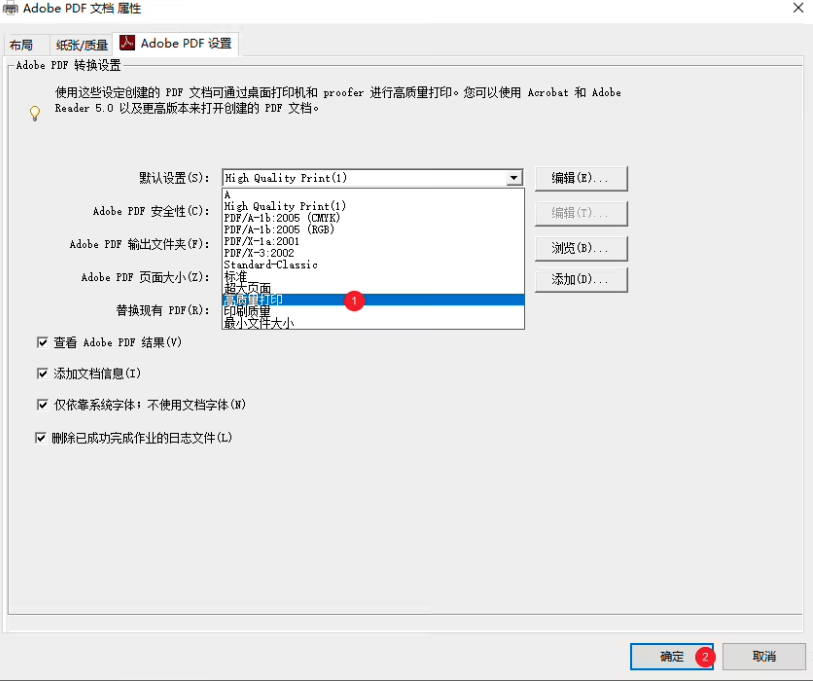 Adobe PDF 文档 属性
布局 纸张/质量 Adobe PDF 设置
Adobe PDF 转换设置
使用这些设定创建的 PDF 文档可通过桌面打印机和 proofer 进行高质量打印。您可以使用 Acrobat 和 Adobe
Reader 5.0 以及更高版本来打开创建的 PDF 文档。
默认设置(S): High Quality Print(1) 编辑(E)...
A
High Quality Print(1)
Adobe PDF 安全性(C): 编辑(T)...
PDF/A-1b:2005 (CMYK)
PDF/A-1b:2005 (RGB)
PDF/X-1a:2001
Adobe PDF 输出文件夹(F): 浏览(B)...
PDF/X-3:2002
Standard-Classic
标准
Adobe PDF 页面大小(Z): 添加(D)...
超大页面
高质量打印 1
替换现有 PDF(R):
印刷质量
最小文件大小
查看 Adobe PDF 结果(V)
添加文档信息(I)
仅依靠系统字体；不使用文档字体(N)
删除已成功完成作业的日志文件(L)
确定 2 取消